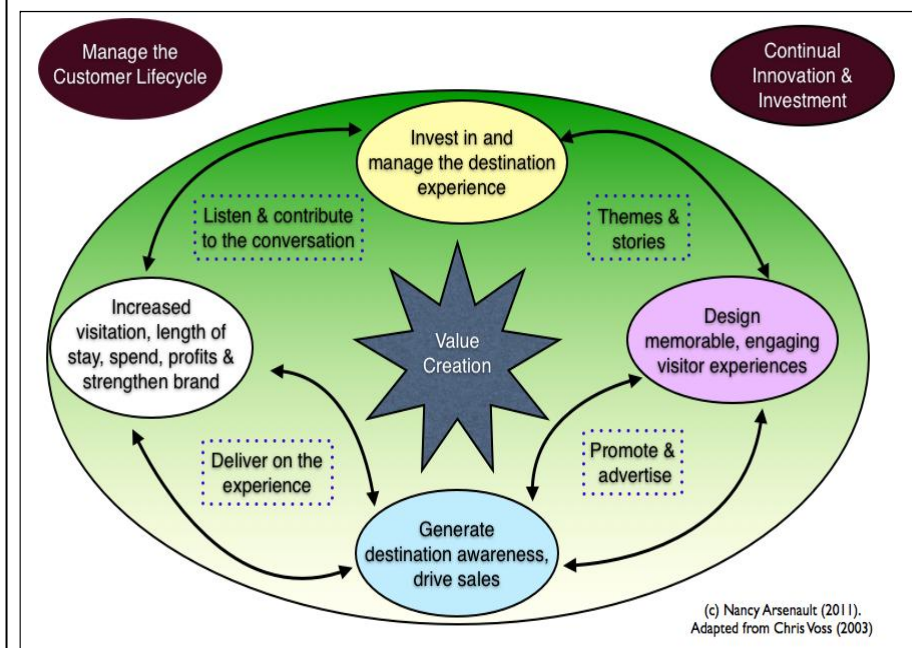 Manage the
Customer Lifecycle
Continual
Innovation &
Investment
Invest in and
manage the destination
experience
Listen & contribute
to the conversation
Themes &
stories
Increased
visitation, length of
stay, spend, profits &
strengthen brand
Value
Creation
Design
memorable, engaging
visitor experiences
Deliver on the
experience
Promote &
advertise
Generate
destination awareness,
drive sales
(c) Nancy Arsenault (2011).
Adapted from Chris Voss (2003)